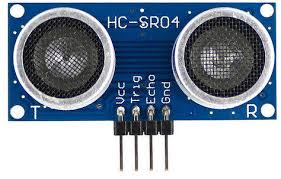 HC-SR04
T
R
Vcc
Trig
Echo
Gnd